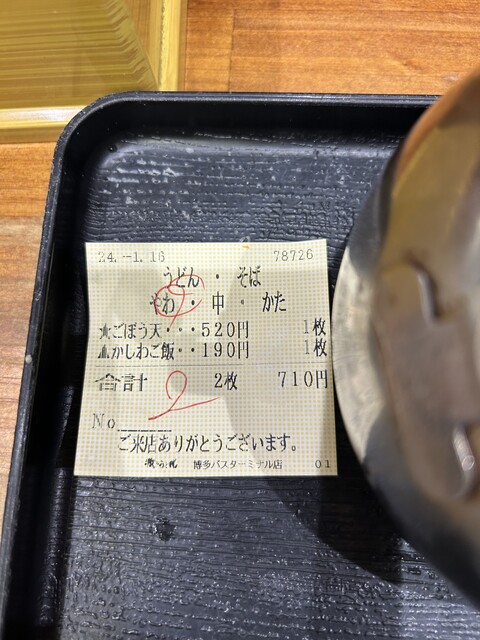 24.-1.16 78726
うどん・そば
やわ・中・かた
★ごぼう天・・・520円 1枚
▲かしわご飯・・190円 1枚
合計 2枚 710円
2
No
ご来店ありがとうございます。
博多バスターミナル店 01